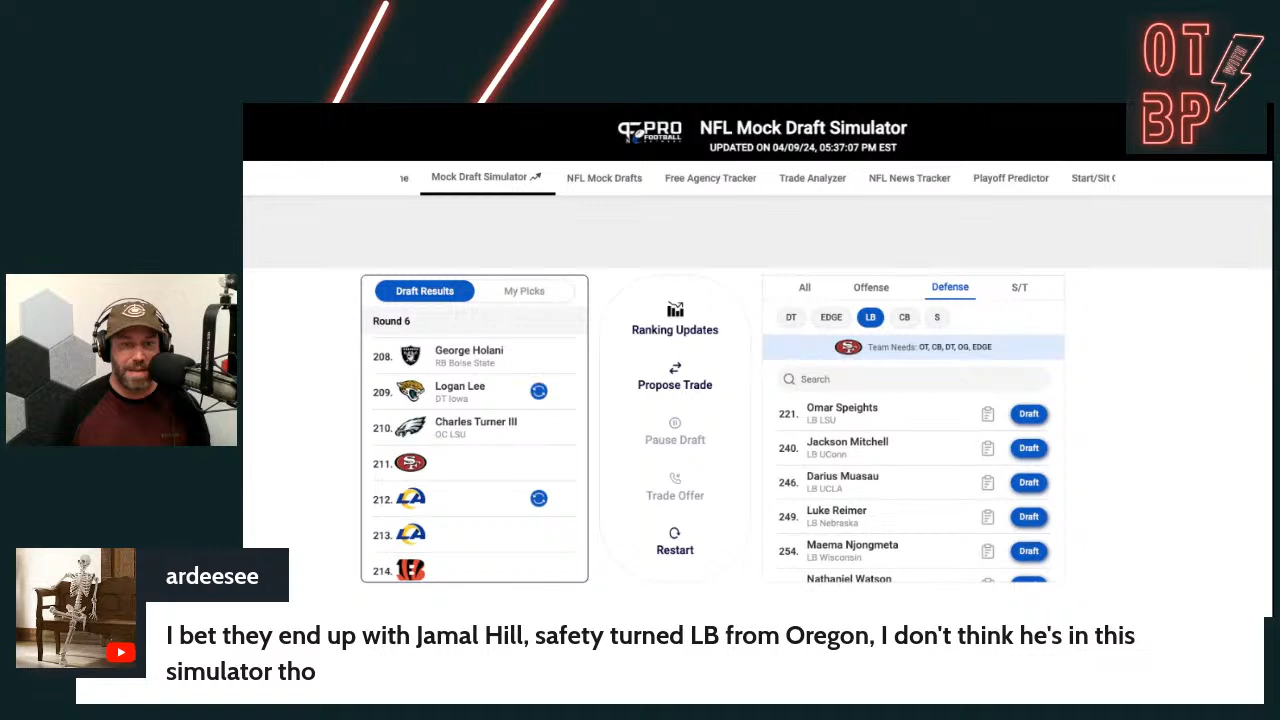 OT
WITH
BP
PRO
FOOTBALL
NETWORK
NFL Mock Draft Simulator
UPDATED ON 04/09/24, 05:37:07 PM EST
ne
Mock Draft Simulator
NFL Mock Drafts
Free Agency Tracker
Trade Analyzer
NFL News Tracker
Playoff Predictor
Start/Sit
Draft Results
My Picks
Round 6
208.
George Holani
RB Boise State
209.
Logan Lee
DT Iowa
210.
Charles Turner III
OC LSU
211.
212.
213.
214.
Ranking Updates
Propose Trade
Pause Draft
Trade Offer
Restart
All
Offense
Defense
S/T
DT
EDGE
LB
CB
S
Team Needs: OT, CB, DT, OG, EDGE
Search
221.
Omar Speights
LB LSU
Draft
240.
Jackson Mitchell
LB UConn
Draft
246.
Darius Muasau
LB UCLA
Draft
249.
Luke Reimer
LB Nebraska
Draft
254.
Maema Njongmeta
LB Wisconsin
Draft
Nathaniel Watson
ardeesee
I bet they end up with Jamal Hill, safety turned LB from Oregon, I don't think he's in this
simulator tho